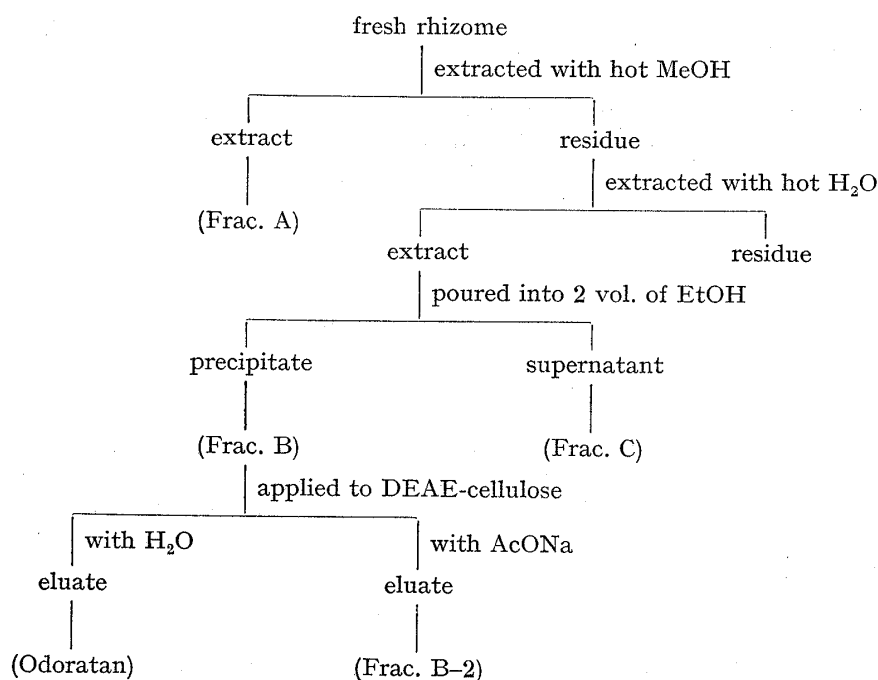 fresh rhizome
extracted with hot MeOH
extract residue
extracted with hot H₂O
(Frac. A)
extract residue
poured into 2 vol. of EtOH
precipitate supernatant
(Frac. B) (Frac. C)
applied to DEAE-cellulose
with H₂O with AcONa
eluate eluate
(Odoratan) (Frac. B–2)